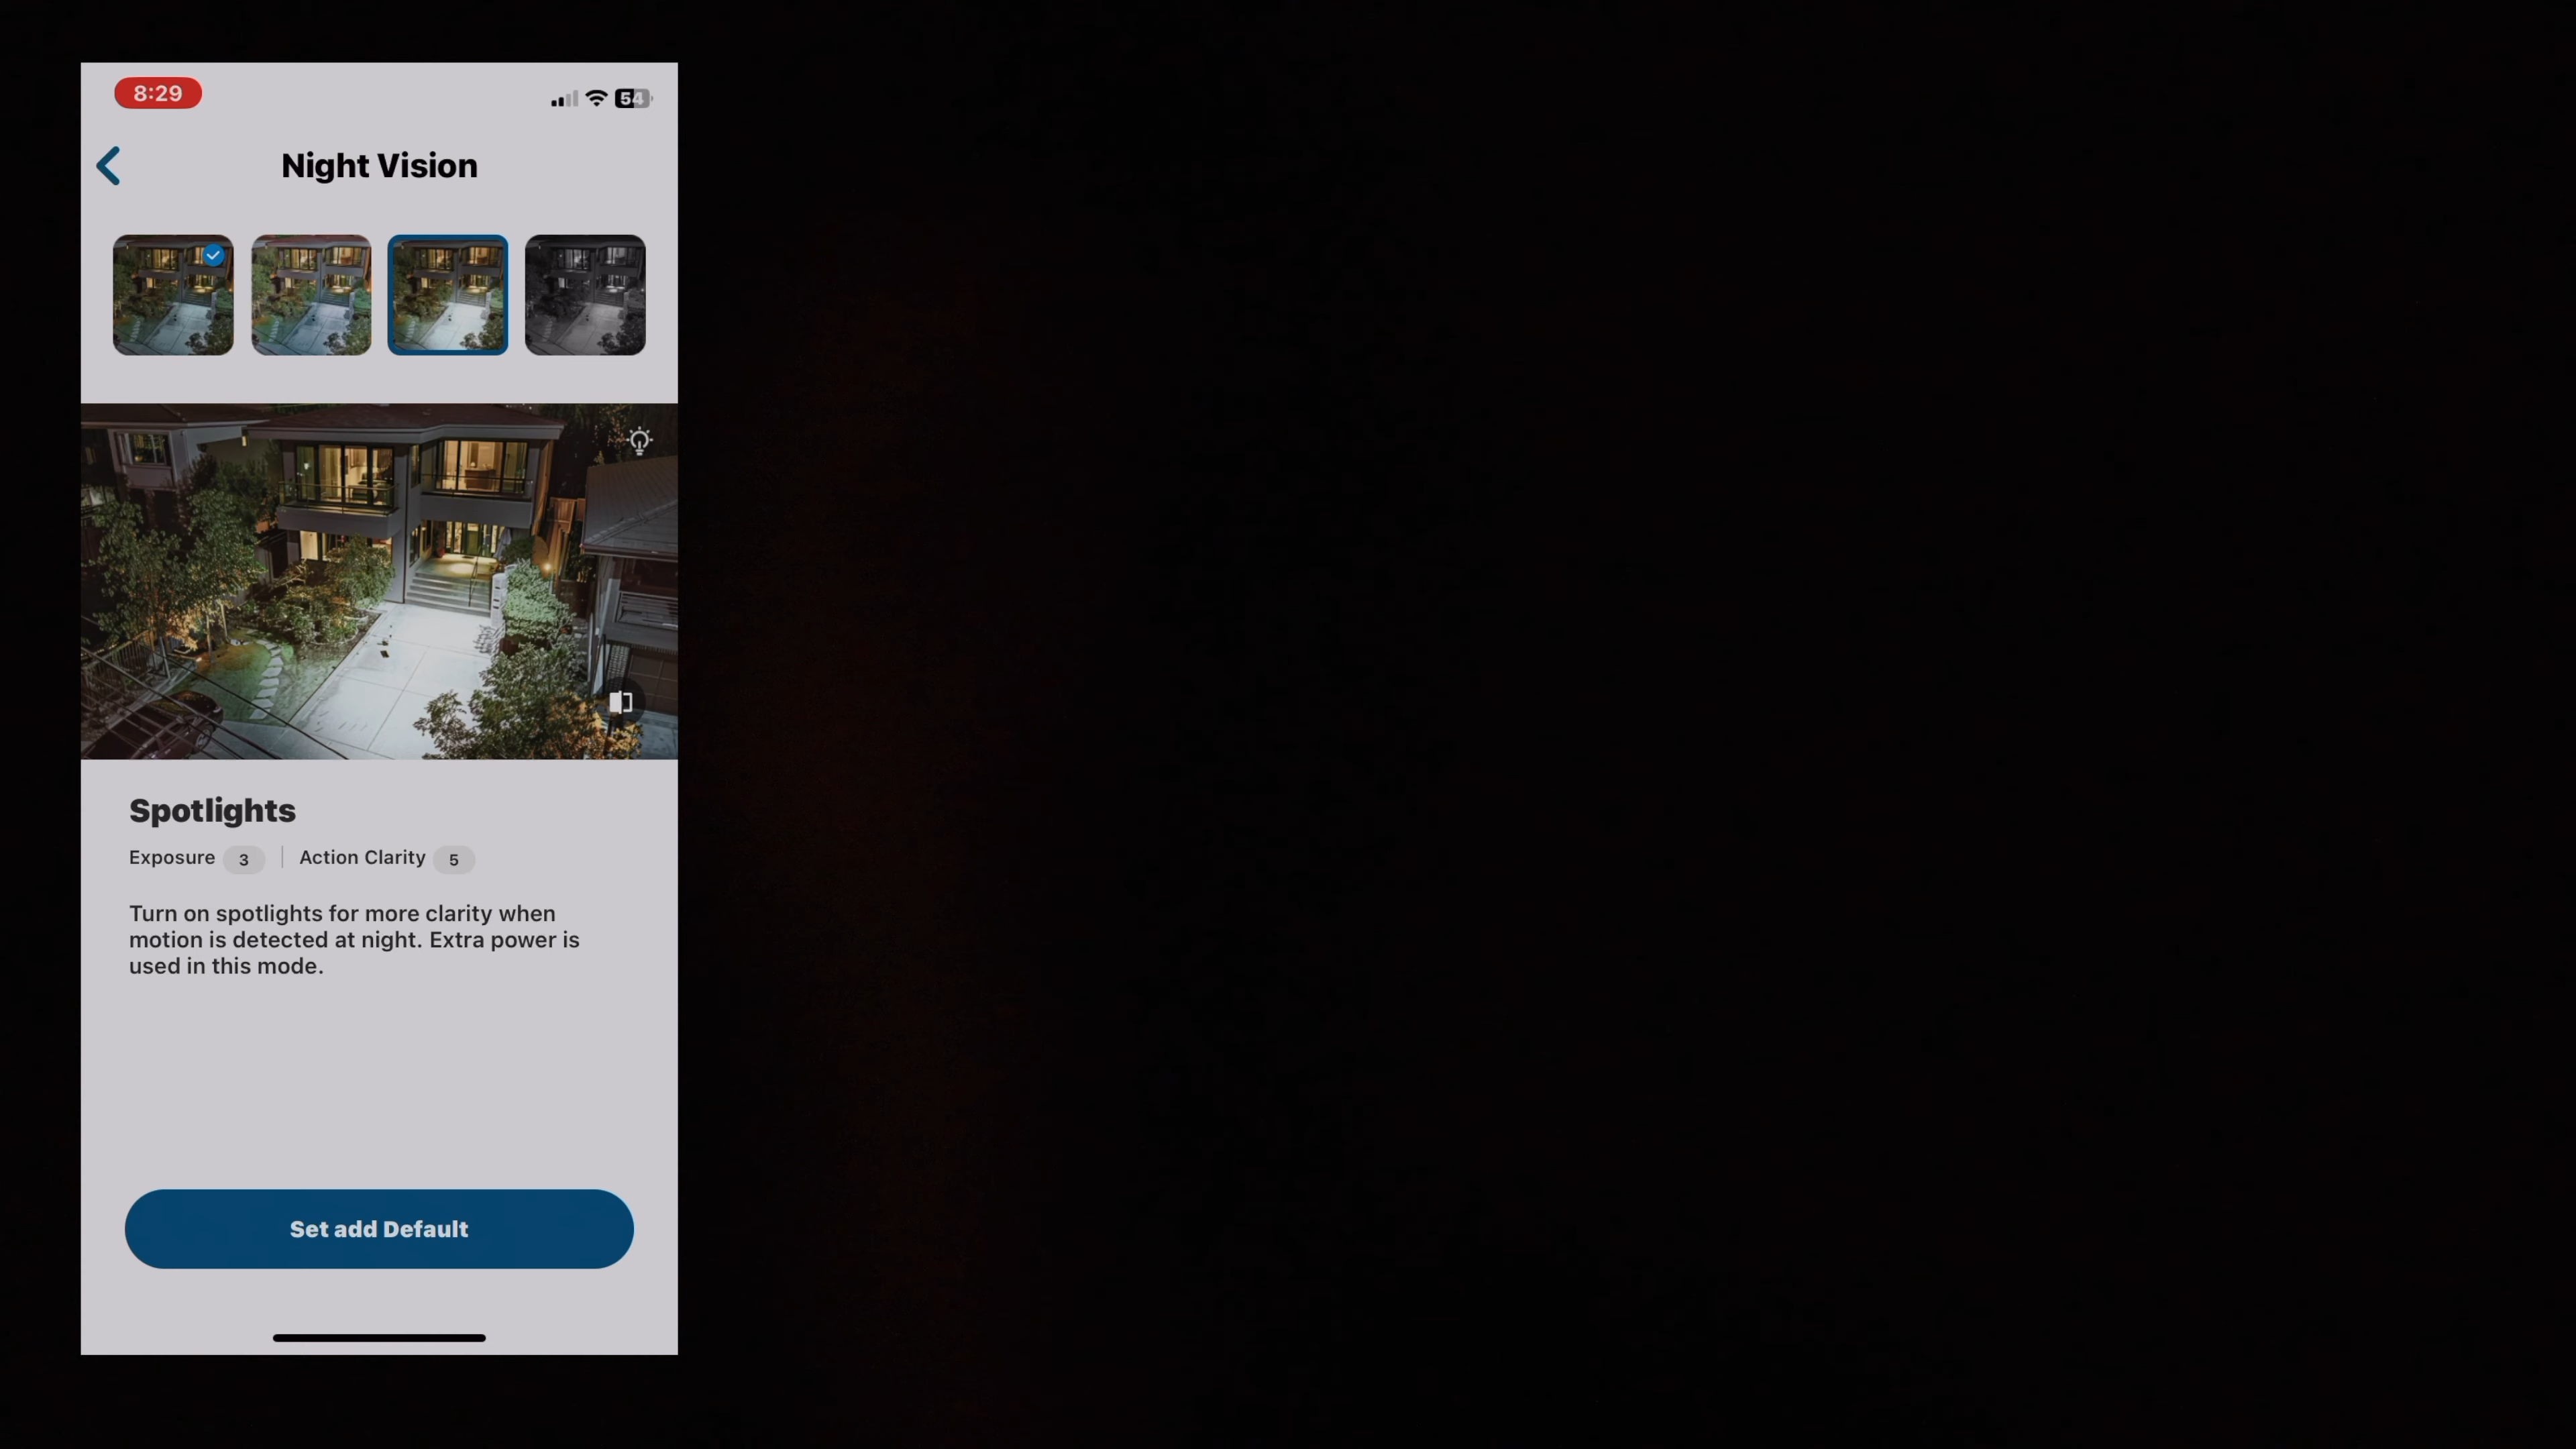 8:29
54
Night Vision
Spotlights
Exposure 3 | Action Clarity 5
Turn on spotlights for more clarity when
motion is detected at night. Extra power is
used in this mode.
Set add Default